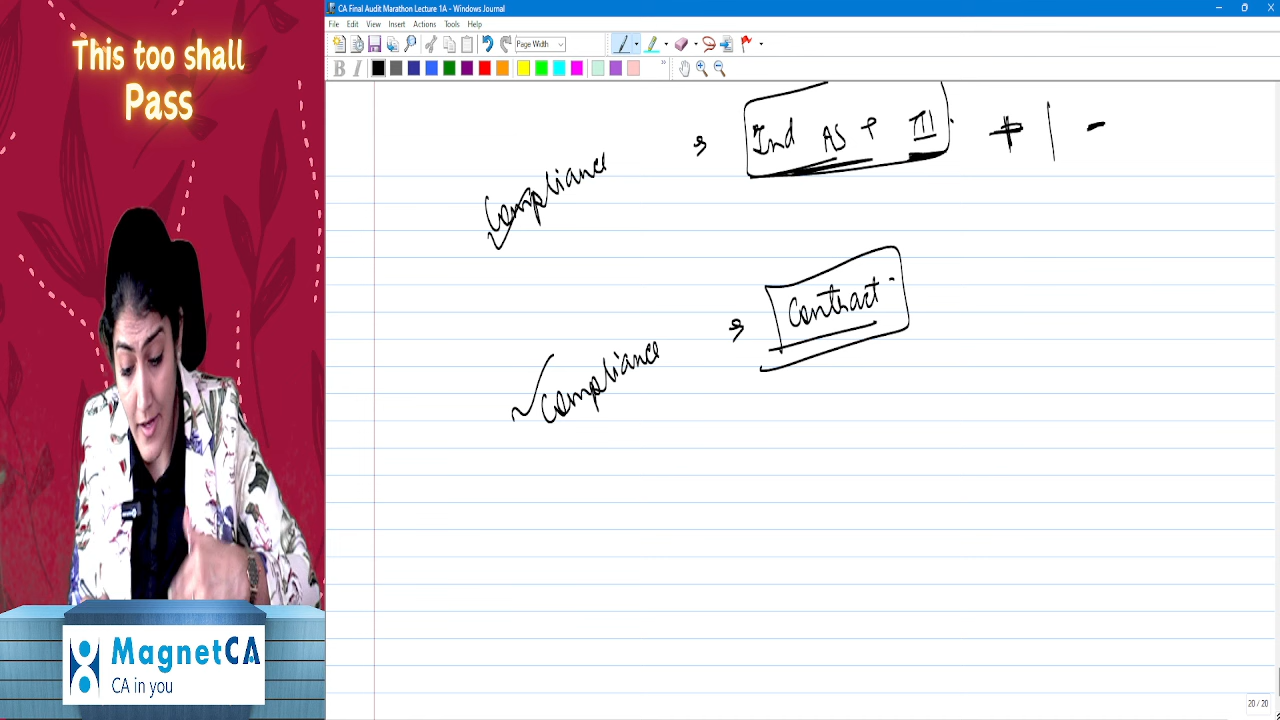 This too shall
Pass
CA Final Audit Marathon Lecture 1A - Windows Journal
File Edit View Insert Actions Tools Help
Page Width
B I
Ind AS +
+ | -
Compliance
Contract
Compliance
MagnetCA
CA in you
20 / 20